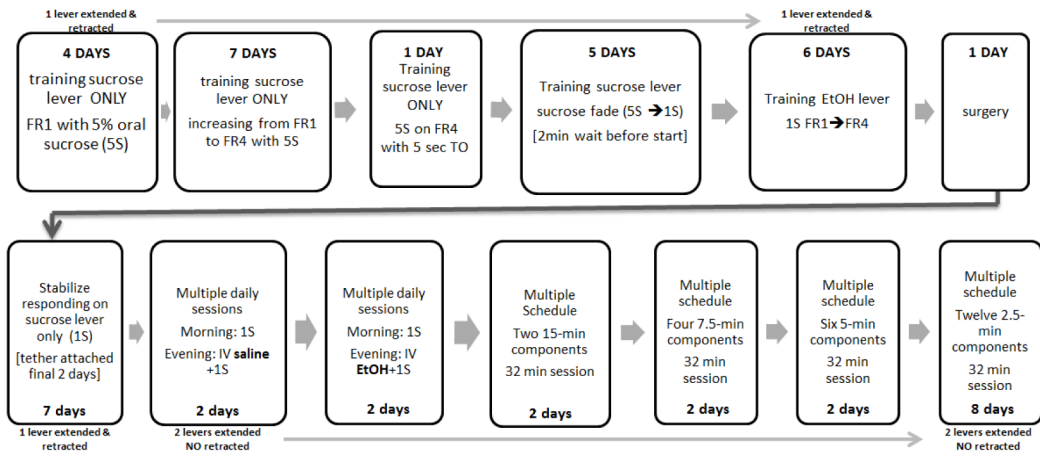 1 lever extended &
retracted
1 lever extended &
retracted
4 DAYS
training sucrose
lever ONLY
FR1 with 5% oral
sucrose (5S)
7 DAYS
training sucrose
lever ONLY
increasing from FR1
to FR4 with 5S
1 DAY
Training
sucrose lever
ONLY
5S on FR4
with 5 sec TO
5 DAYS
Training sucrose lever
sucrose fade (5S ➔1S)
[2min wait before start]
6 DAYS
Training EtOH lever
1S FR1➔FR4
1 DAY
surgery
Stabilize
responding on
sucrose lever
only (1S)
[tether attached
final 2 days]
7 days
Multiple daily
sessions
Morning: 1S
Evening: IV saline
+1S
2 days
Multiple daily
sessions
Morning: 1S
Evening: IV
EtOH+1S
2 days
Multiple
Schedule
Two 15-min
components
32 min session
2 days
Multiple
schedule
Four 7.5-min
components
32 min
session
2 days
Multiple
schedule
Six 5-min
components
32 min
session
2 days
Multiple
schedule
Twelve 2.5-
min
components
32 min
session
8 days
1 lever extended &
retracted
2 levers extended
NO retracted
2 levers extended
NO retracted